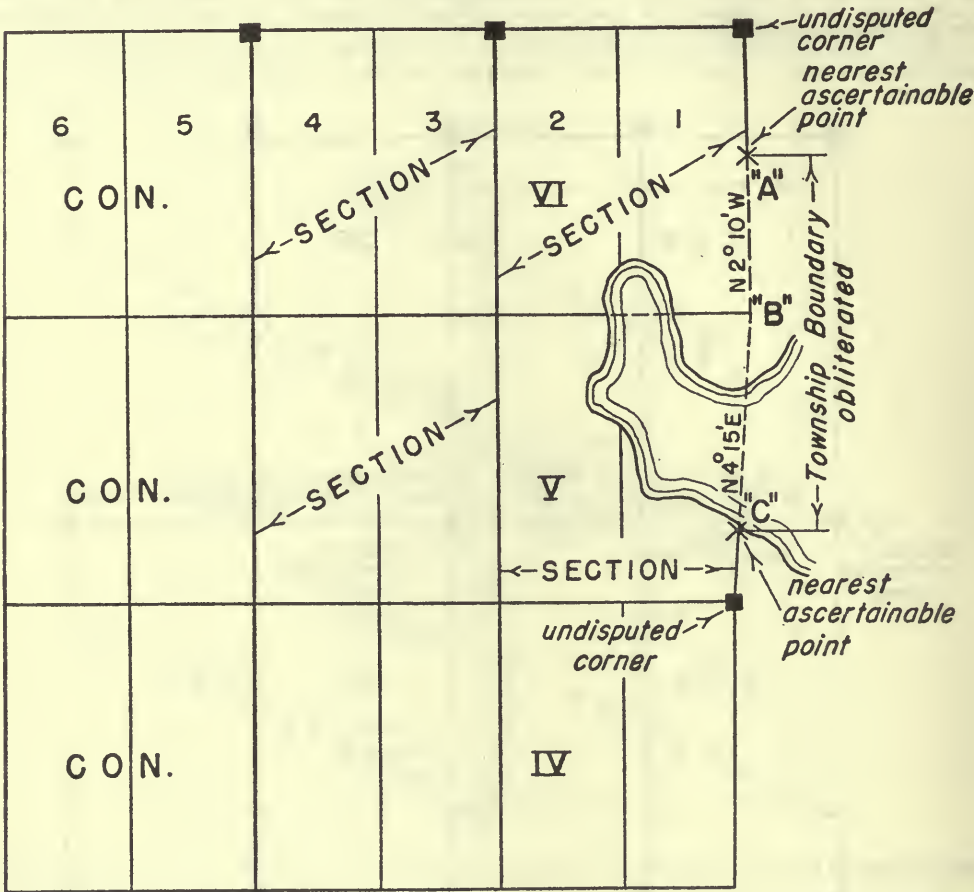 undisputed
corner
nearest
ascertainable
point
6 5 4 3 2 1
"A"
CON.
SECTION
VI
SECTION
N2°10'W
"B"
Township Boundary
obliterated
SECTION
N4°15'E
CON.
V
"C"
SECTION
nearest
ascertainable
point
undisputed
corner
CON.
IV